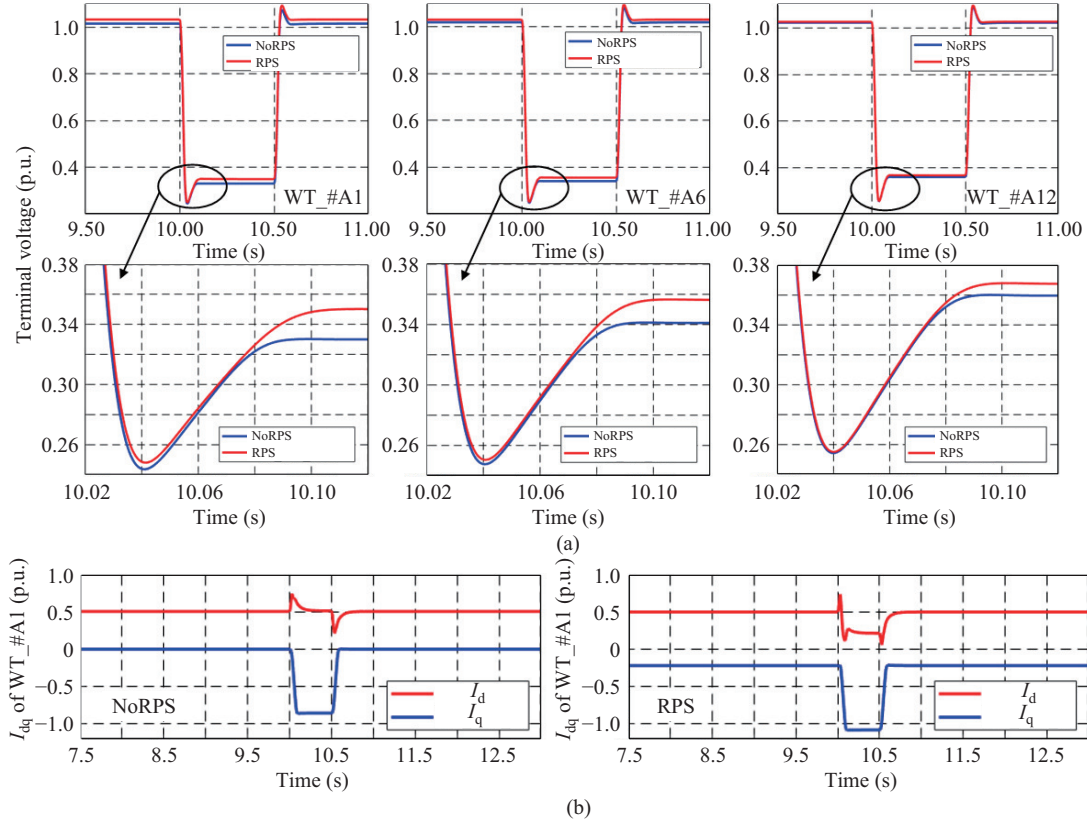 Terminal voltage (p.u.)
1.0
0.8
0.6
0.4
NoRPS
RPS
WT_#A1
9.50 10.00 10.50 11.00
Time (s)
1.0
0.8
0.6
0.4
NoRPS
RPS
WT_#A6
9.50 10.00 10.50 11.00
Time (s)
1.0
0.8
0.6
0.4
NoRPS
RPS
WT_#A12
9.50 10.00 10.50 11.00
Time (s)
0.38
0.34
0.30
0.26
NoRPS
RPS
10.02 10.06 10.10
Time (s)
0.38
0.34
0.30
0.26
NoRPS
RPS
10.02 10.06 10.10
Time (s)
0.38
0.34
0.30
0.26
NoRPS
RPS
10.02 10.06 10.10
Time (s)
(a)
I_dq of WT_#A1 (p.u.)
1.0
0.5
0
−0.5
−1.0
NoRPS
I_d
I_q
7.5 8.5 9.5 10.5 11.5 12.5
Time (s)
I_dq of WT_#A1 (p.u.)
1.0
0.5
0
−0.5
−1.0
RPS
I_d
I_q
7.5 8.5 9.5 10.5 11.5 12.5
Time (s)
(b)